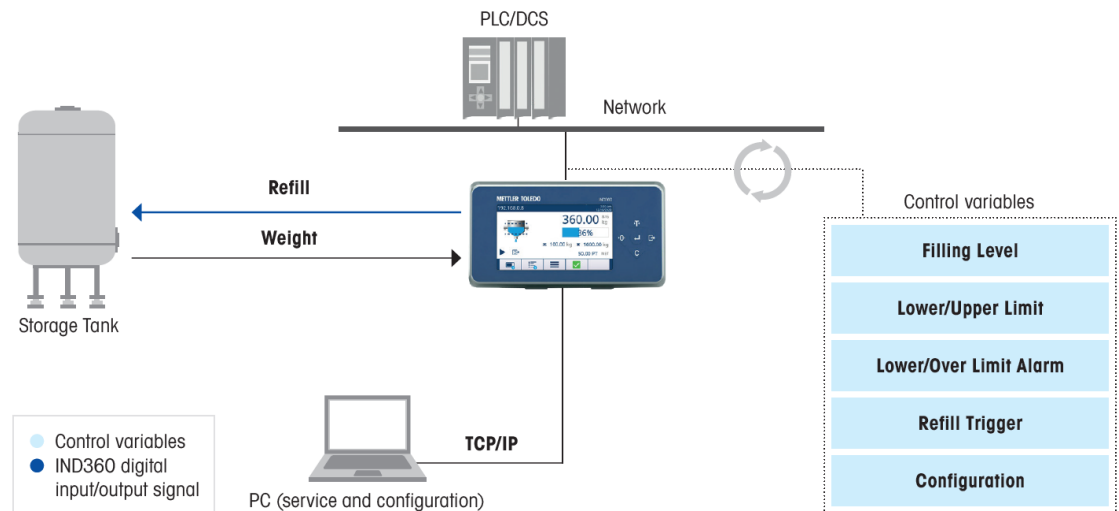 PLC/DCS
Network
Refill
Weight
Storage Tank
METTLER TOLEDO
360.00 kg
36%
Control variables
Filling Level
Lower/Upper Limit
Lower/Over Limit Alarm
Refill Trigger
Configuration
TCP/IP
PC (service and configuration)
Control variables
IND360 digital
input/output signal